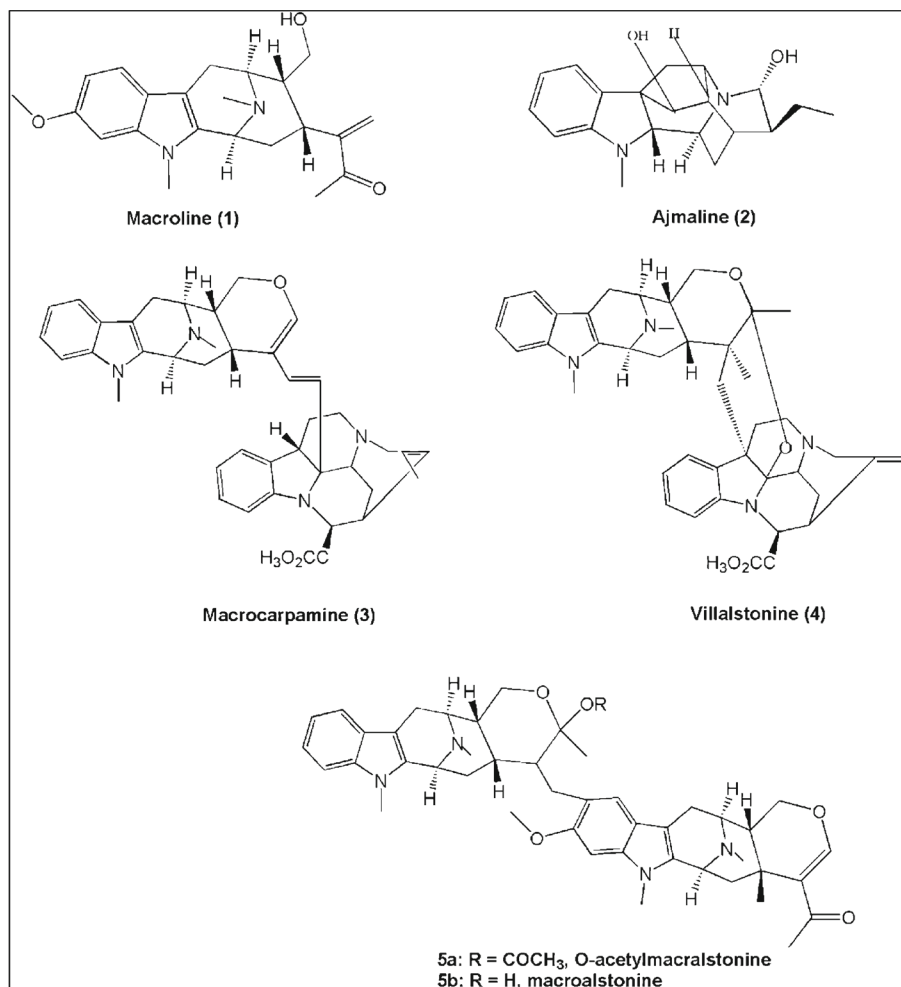 HO
H
H
N
O
N
H
H
O
Macroline (1)
OH
H
OH
N
N
H
H
Ajmaline (2)
H
H
O
N
N
H
H
H
N
N
H₃O₂CC
Macrocarpamine (3)
H
H
O
N
N
H
H
O
N
N
H₃O₂CC
Villalstonine (4)
H
H
O
OR
N
N
H
H
H
H
O
O
N
N
H
O
5a: R = COCH₃, O-acetylmacralstonine
5b: R = H, macroalstonine